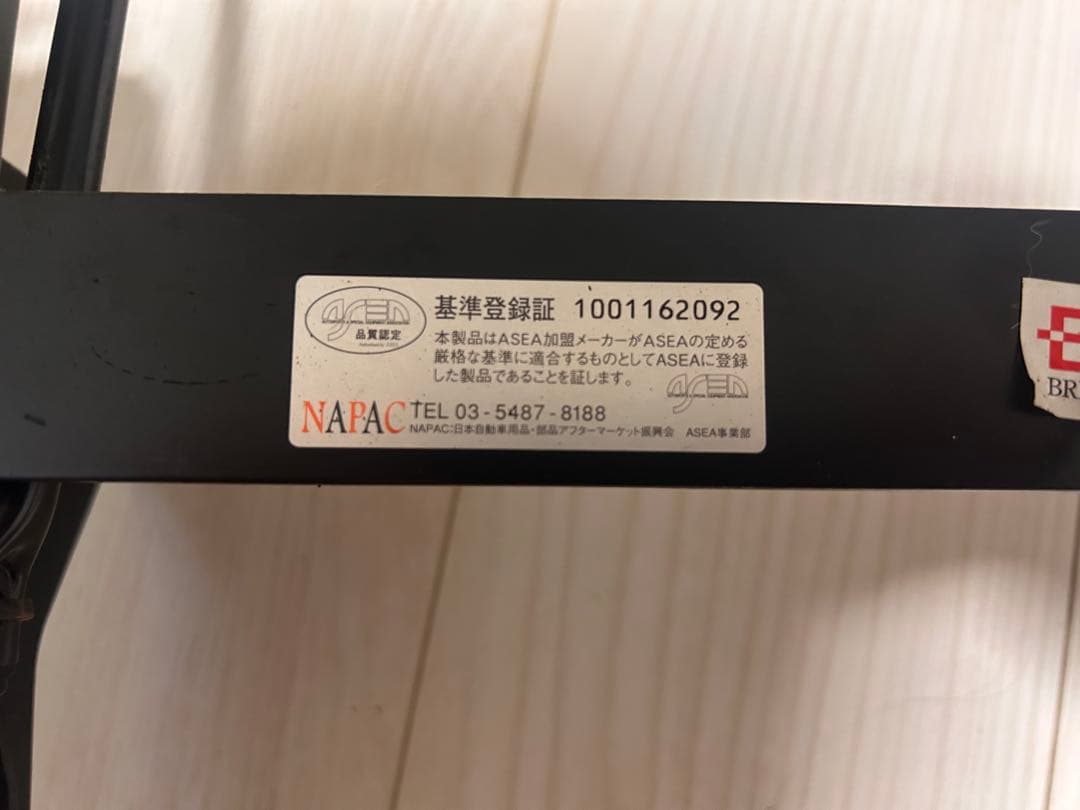 ASEA
品質認定
基準登録証 1001162092
本製品はASEA加盟メーカーがASEAの定める
厳格な基準に適合するものとしてASEAに登録
した製品であることを証します。
ASEA
NAPAC TEL 03-5487-8188
NAPAC:日本自動車用品・部品アフターマーケット振興会 ASEA事業部
BR